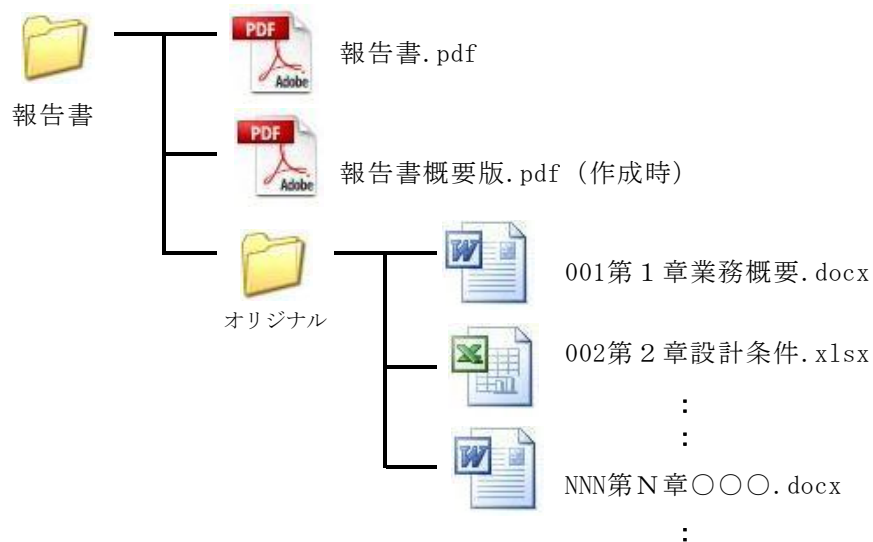 PDF
Adobe
報告書.pdf
報告書
PDF
Adobe
報告書概要版.pdf（作成時）
オリジナル
W
001第１章業務概要.docx
X
002第２章設計条件.xlsx
：
：
W
NNN第Ｎ章○○○.docx
：